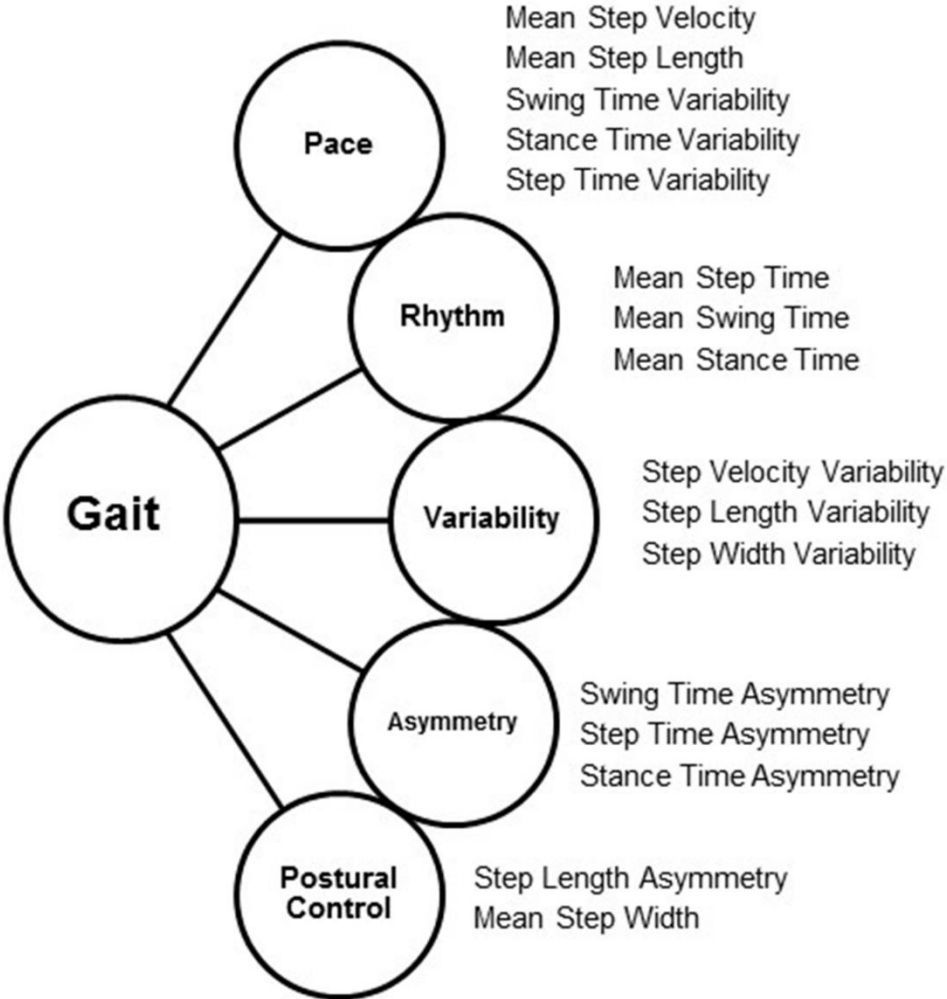 Mean Step Velocity
Mean Step Length
Swing Time Variability
Stance Time Variability
Step Time Variability
Pace
Mean Step Time
Mean Swing Time
Mean Stance Time
Rhythm
Step Velocity Variability
Step Length Variability
Step Width Variability
Gait
Variability
Swing Time Asymmetry
Step Time Asymmetry
Stance Time Asymmetry
Asymmetry
Postural
Control
Step Length Asymmetry
Mean Step Width